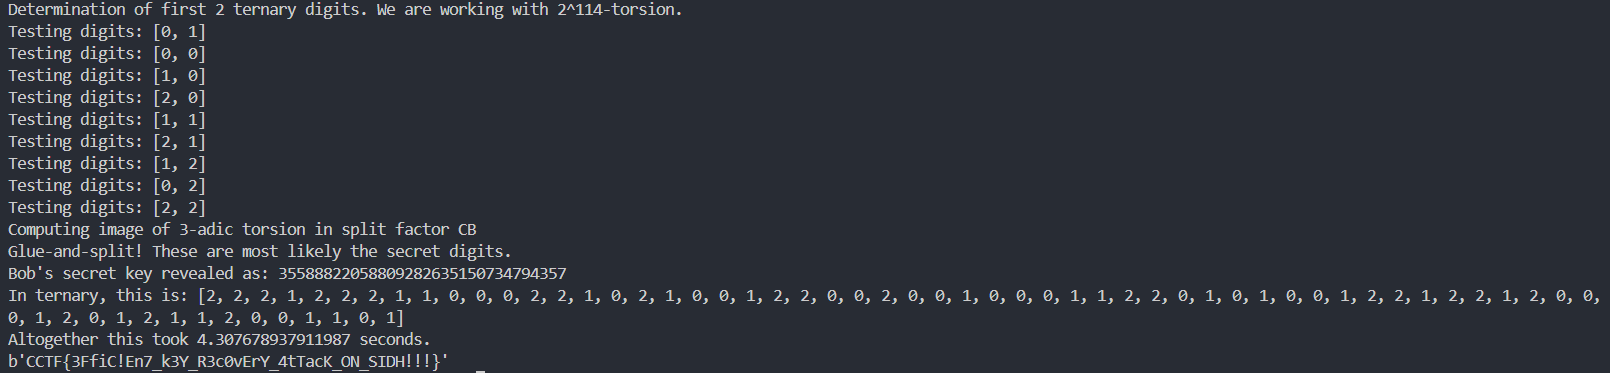 Determination of first 2 ternary digits. We are working with 2^114-torsion.
Testing digits: [0, 1]
Testing digits: [0, 0]
Testing digits: [1, 0]
Testing digits: [2, 0]
Testing digits: [1, 1]
Testing digits: [2, 1]
Testing digits: [1, 2]
Testing digits: [0, 2]
Testing digits: [2, 2]
Computing image of 3-adic torsion in split factor CB
Glue-and-split! These are most likely the secret digits.
Bob's secret key revealed as: 35588822058809282635150734794357
In ternary, this is: [2, 2, 2, 1, 2, 2, 2, 1, 1, 0, 0, 0, 2, 2, 1, 0, 2, 1, 0, 0, 1, 2, 2, 0, 0, 2, 0, 0, 1, 0, 0, 0, 1, 1, 2, 2, 0, 1, 0, 1, 0, 0, 1, 2, 2, 1, 2, 2, 1, 2, 0, 0,
0, 1, 2, 0, 1, 2, 1, 1, 2, 0, 0, 1, 1, 0, 1]
Altogether this took 4.307678937911987 seconds.
b'CCTF{3FfiC!En7_k3Y_R3c0vErY_4tTacK_ON_SIDH!!!}'